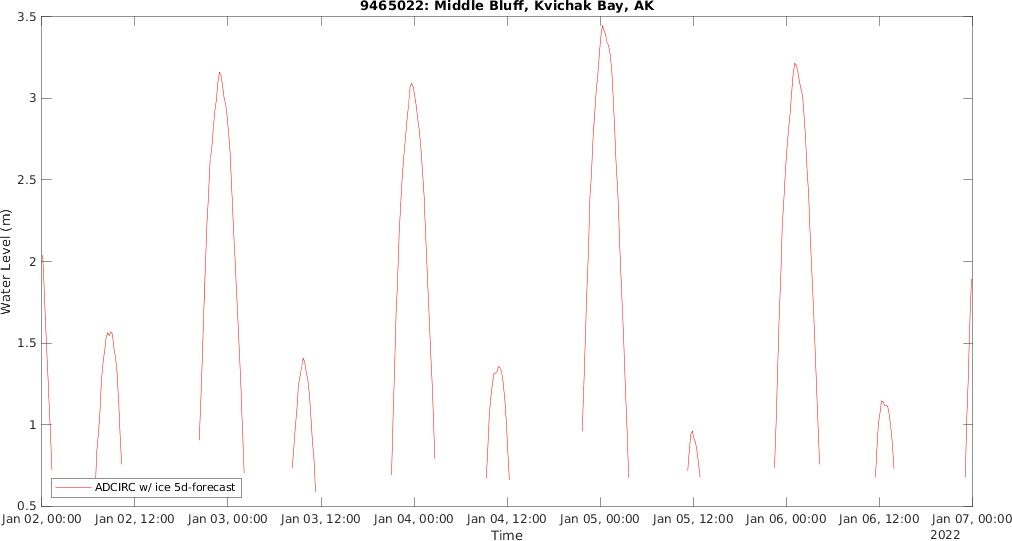 9465022: Middle Bluff, Kvichak Bay, AK
3.5
3
2.5
2
1.5
1
0.5
Water Level (m)
ADCIRC w/ ice 5d-forecast
Jan 02, 00:00 Jan 02, 12:00 Jan 03, 00:00 Jan 03, 12:00 Jan 04, 00:00 Jan 04, 12:00 Jan 05, 00:00 Jan 05, 12:00 Jan 06, 00:00 Jan 06, 12:00 Jan 07, 00:00
Time
2022